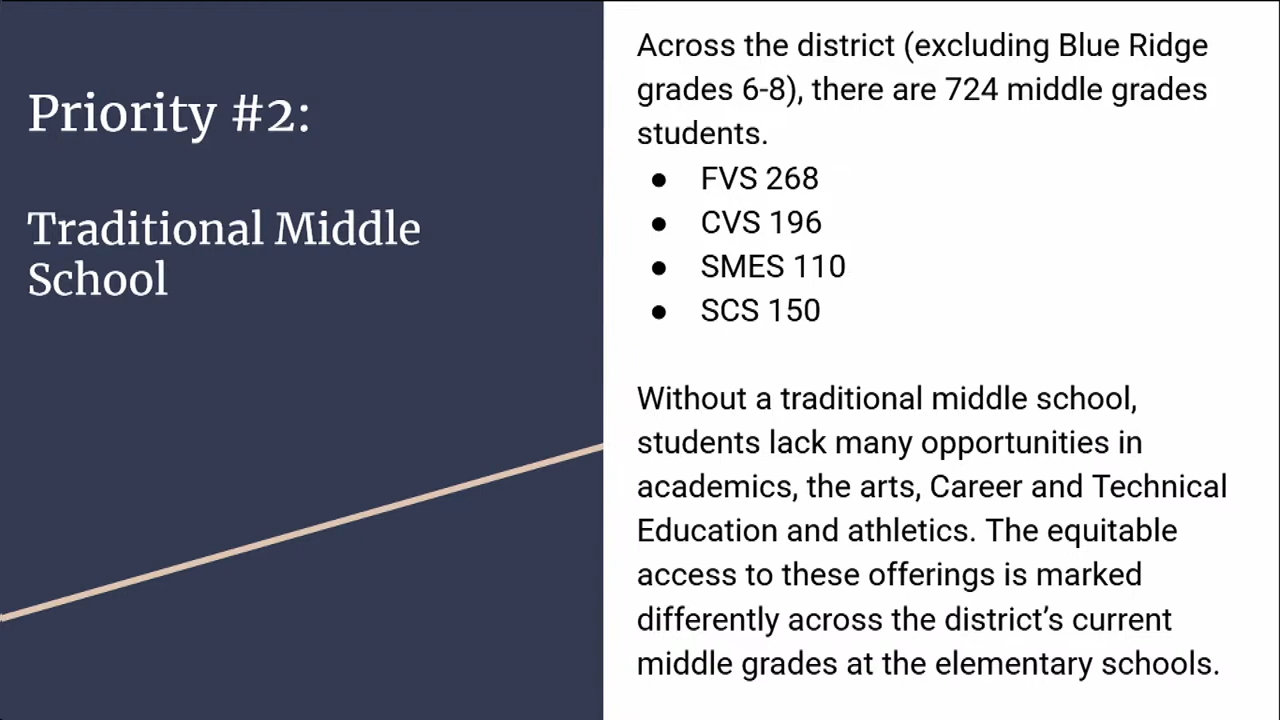 Priority #2:
Traditional Middle
School
Across the district (excluding Blue Ridge
grades 6-8), there are 724 middle grades
students.
● FVS 268
● CVS 196
● SMES 110
● SCS 150
Without a traditional middle school,
students lack many opportunities in
academics, the arts, Career and Technical
Education and athletics. The equitable
access to these offerings is marked
differently across the district’s current
middle grades at the elementary schools.